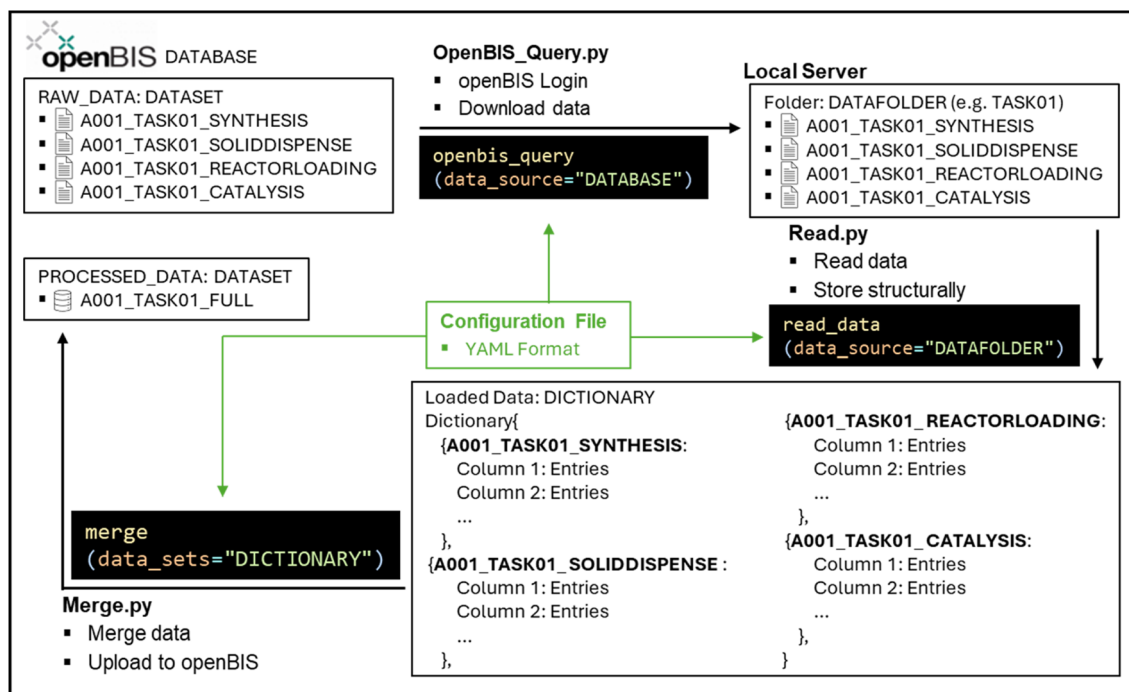 openBIS DATABASE
RAW_DATA: DATASET
▪ A001_TASK01_SYNTHESIS
▪ A001_TASK01_SOLIDDISPENSE
▪ A001_TASK01_REACTORLOADING
▪ A001_TASK01_CATALYSIS
OpenBIS_Query.py
▪ openBIS Login
▪ Download data
openbis_query
(data_source="DATABASE")
Local Server
Folder: DATAFOLDER (e.g. TASK01)
▪ A001_TASK01_SYNTHESIS
▪ A001_TASK01_SOLIDDISPENSE
▪ A001_TASK01_REACTORLOADING
▪ A001_TASK01_CATALYSIS
PROCESSED_DATA: DATASET
▪ A001_TASK01_FULL
Configuration File
▪ YAML Format
Read.py
▪ Read data
▪ Store structurally
read_data
(data_source="DATAFOLDER")
Loaded Data: DICTIONARY
Dictionary{
{A001_TASK01_SYNTHESIS:
Column 1: Entries
Column 2: Entries
...
},
{A001_TASK01_ SOLIDDISPENSE :
Column 1: Entries
Column 2: Entries
...
},
{A001_TASK01_ REACTORLOADING:
Column 1: Entries
Column 2: Entries
...
},
{A001_TASK01_ CATALYSIS:
Column 1: Entries
Column 2: Entries
...
},
}
merge
(data_sets="DICTIONARY")
Merge.py
▪ Merge data
▪ Upload to openBIS